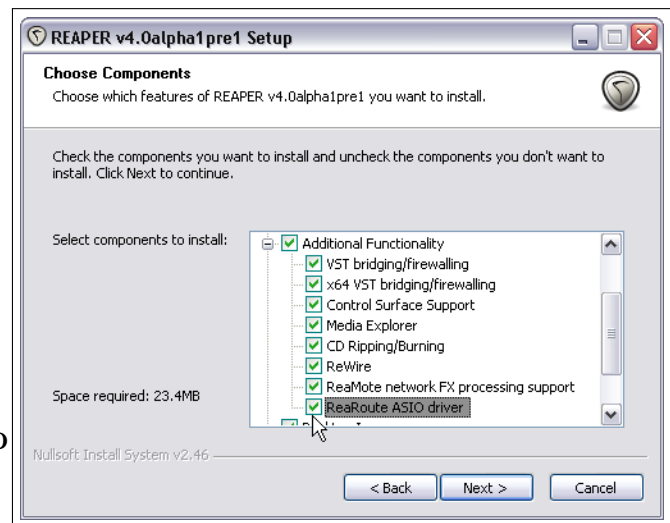 REAPER v4.0alpha1pre1 Setup
Choose Components
Choose which features of REAPER v4.0alpha1pre1 you want to install.
Check the components you want to install and uncheck the components you don't want to
install. Click Next to continue.
Select components to install:
Additional Functionality
VST bridging/firewalling
x64 VST bridging/firewalling
Control Surface Support
Media Explorer
CD Ripping/Burning
ReWire
ReaMote network FX processing support
ReaRoute ASIO driver
Space required: 23.4MB
Nullsoft Install System v2.46
< Back
Next >
Cancel